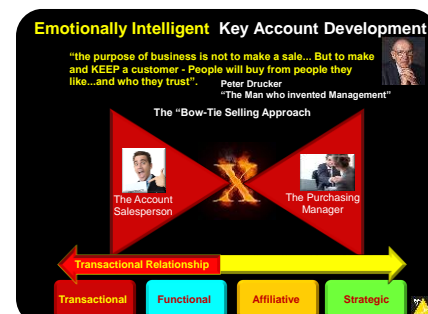 Emotionally Intelligent Key Account Development
“the purpose of business is not to make a sale... But to make
and KEEP a customer - People will buy from people they
like...and who they trust”.
Peter Drucker
“The Man who invented Management”
The “Bow-Tie Selling Approach
X
The Account
Salesperson
The Purchasing
Manager
Transactional Relationship
Transactional
Functional
Affiliative
Strategic